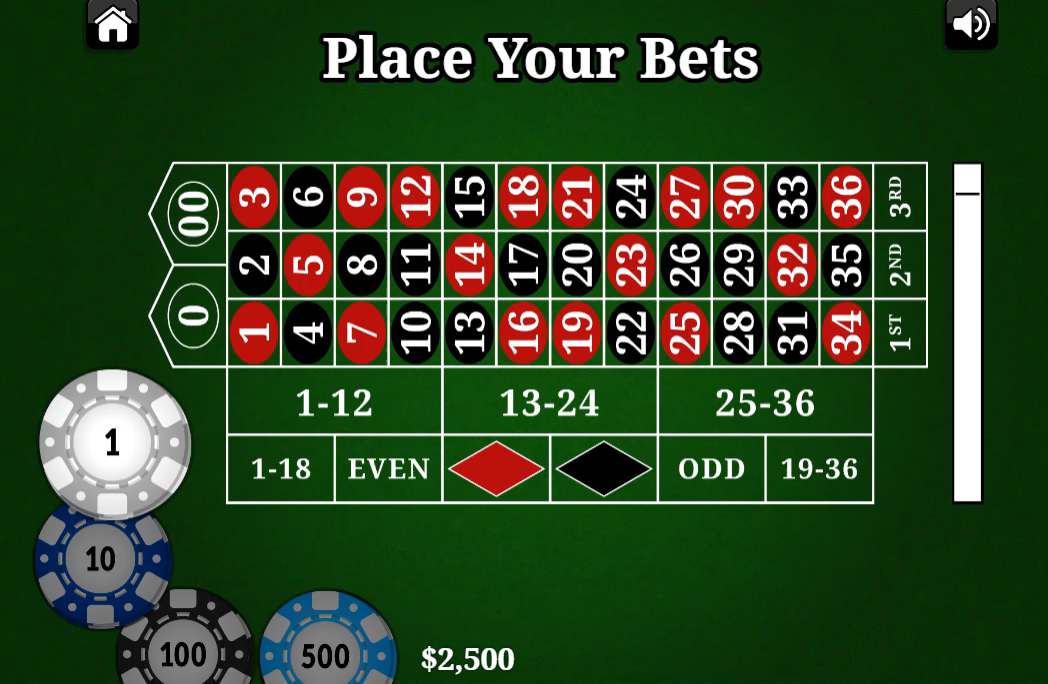 Place Your Bets
00 3 6 9 12 15 18 21 24 27 30 33 36 3RD
2 5 8 11 14 17 20 23 26 29 32 35 2ND
0 1 4 7 10 13 16 19 22 25 28 31 34 1ST
1-12 13-24 25-36
1-18 EVEN ODD 19-36
1
10
100 500 $2,500